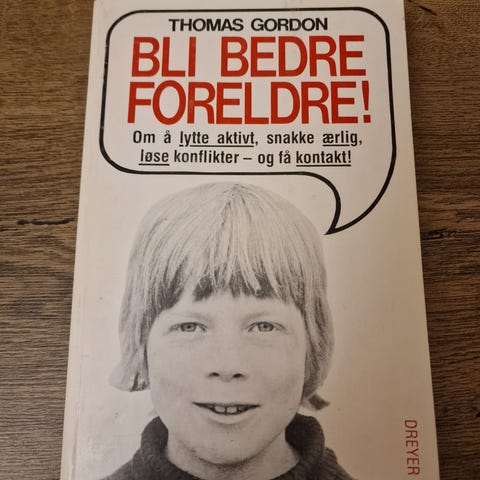 THOMAS GORDON
BLI BEDRE
FORELDRE!
Om å lytte aktivt, snakke ærlig,
løse konflikter – og få kontakt!
DREYER